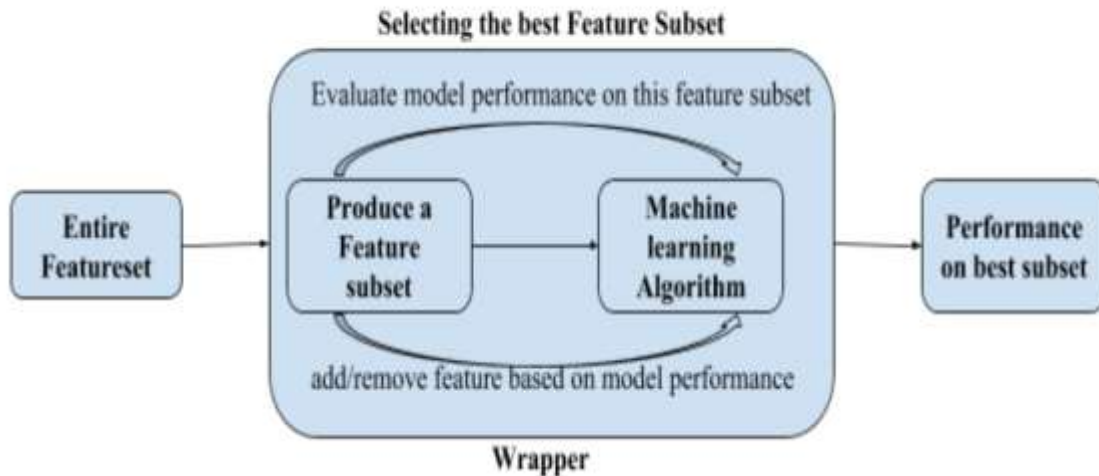 Selecting the best Feature Subset
Evaluate model performance on this feature subset
Entire
Featureset
Produce a
Feature
subset
Machine
learning
Algorithm
Performance
on best subset
add/remove feature based on model performance
Wrapper